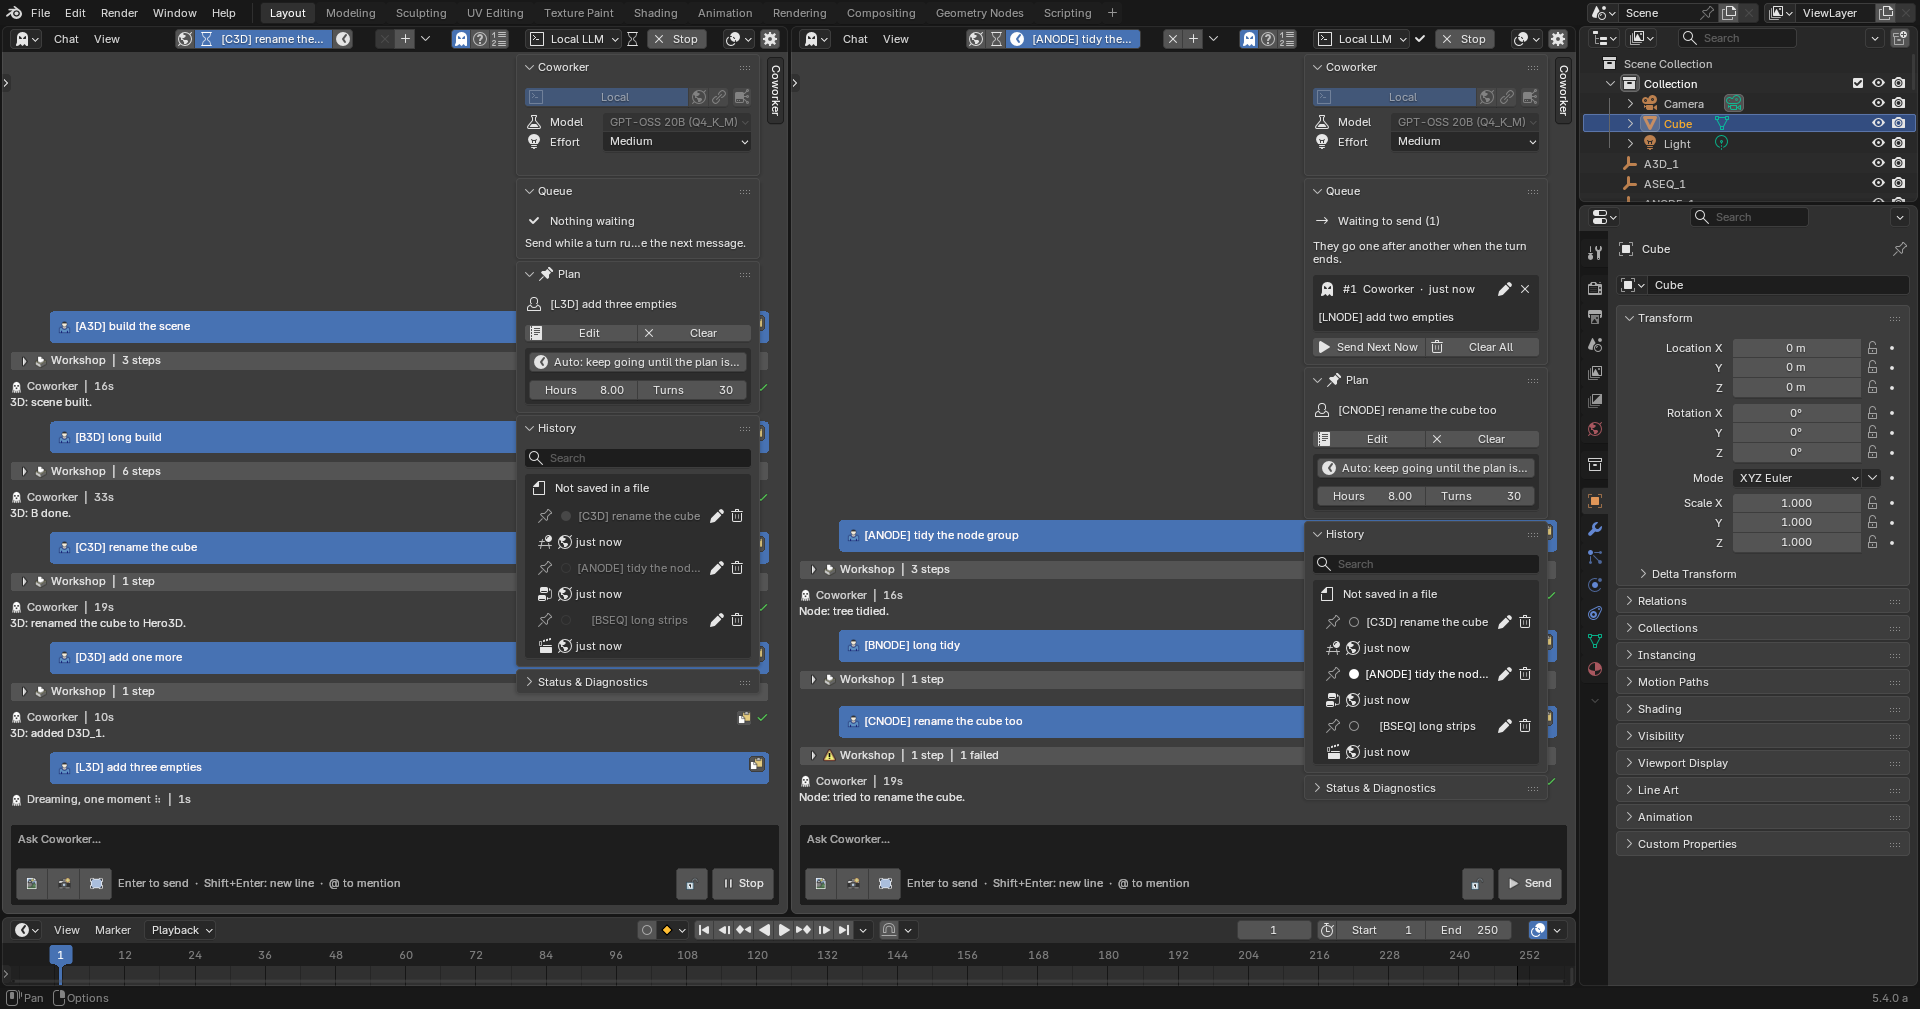 File Edit Render Window Help Layout Modeling Sculpting UV Editing Texture Paint Shading Animation Rendering Compositing Geometry Nodes Scripting + Scene ViewLayer
Chat View [C3D] rename the... Local LLM Stop
Coworker
Local
Model GPT-OSS 20B (Q4_K_M)
Effort Medium
Queue
Nothing waiting
Send while a turn ru...e the next message.
Plan
[L3D] add three empties
Edit Clear
Auto: keep going until the plan is...
Hours 8.00 Turns 30
History
Search
Not saved in a file
[C3D] rename the cube
just now
[ANODE] tidy the nod...
just now
[BSEQ] long strips
just now
Status & Diagnostics
Coworker
[A3D] build the scene
Workshop | 3 steps
Coworker | 16s
3D: scene built.
[B3D] long build
Workshop | 6 steps
Coworker | 33s
3D: B done.
[C3D] rename the cube
Workshop | 1 step
Coworker | 19s
3D: renamed the cube to Hero3D.
[D3D] add one more
Workshop | 1 step
Coworker | 10s
3D: added D3D_1.
[L3D] add three empties
Dreaming, one moment | 1s
Ask Coworker...
Enter to send · Shift+Enter: new line · @ to mention Stop
Chat View [ANODE] tidy the... Local LLM Stop
Coworker
Local
Model GPT-OSS 20B (Q4_K_M)
Effort Medium
Queue
Waiting to send (1)
They go one after another when the turn
ends.
#1 Coworker · just now
[LNODE] add two empties
Send Next Now Clear All
Plan
[CNODE] rename the cube too
Edit Clear
Auto: keep going until the plan is...
Hours 8.00 Turns 30
History
Search
Not saved in a file
[C3D] rename the cube
just now
[ANODE] tidy the nod...
just now
[BSEQ] long strips
just now
Status & Diagnostics
Coworker
[ANODE] tidy the node group
Workshop | 3 steps
Coworker | 16s
Node: tree tidied.
[BNODE] long tidy
Workshop | 1 step
[CNODE] rename the cube too
Workshop | 1 step | 1 failed
Coworker | 19s
Node: tried to rename the cube.
Ask Coworker...
Enter to send · Shift+Enter: new line · @ to mention Send
Search
Scene Collection
Collection
Camera
Cube
Light
A3D_1
ASEQ_1
Search
Cube
Cube
Transform
Location X 0 m
Y 0 m
Z 0 m
Rotation X 0°
Y 0°
Z 0°
Mode XYZ Euler
Scale X 1.000
Y 1.000
Z 1.000
Delta Transform
Relations
Collections
Instancing
Motion Paths
Shading
Visibility
Viewport Display
Line Art
Animation
Custom Properties
View Marker Playback 1 Start 1 End 250
1 12 24 36 48 60 72 84 96 108 120 132 144 156 168 180 192 204 216 228 240 252
Pan Options 5.4.0 a